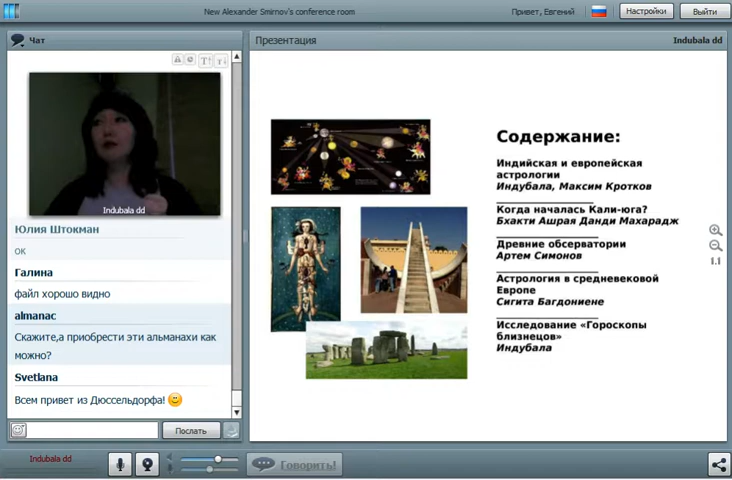 New Alexander Smirnov's conference room
Привет, Евгений
Настройки
Выйти
Чат
Indubala dd
Юлия Штокман
ок
Галина
файл хорошо видно
almanac
Скажите,а приобрести эти альманахи как
можно?
Svetlana
Всем привет из Дюссельдорфа!
Послать
Презентация
Indubala dd
Содержание:
Индийская и европейская
астрологии
Индубала, Максим Кротков
Когда началась Кали-юга?
Бхакти Ашрая Данди Махарадж
Древние обсерватории
Артем Симонов
Астрология в средневековой
Европе
Сигита Багдониене
Исследование «Гороскопы
близнецов»
Индубала
1:1
Indubala dd
Говорить!